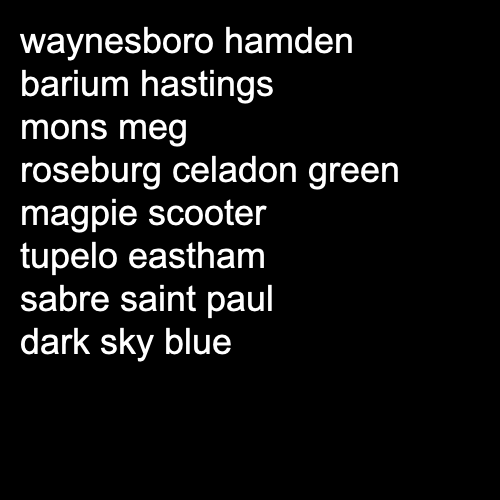 waynesboro hamden
barium hastings
mons meg
roseburg celadon green
magpie scooter
tupelo eastham
sabre saint paul
dark sky blue